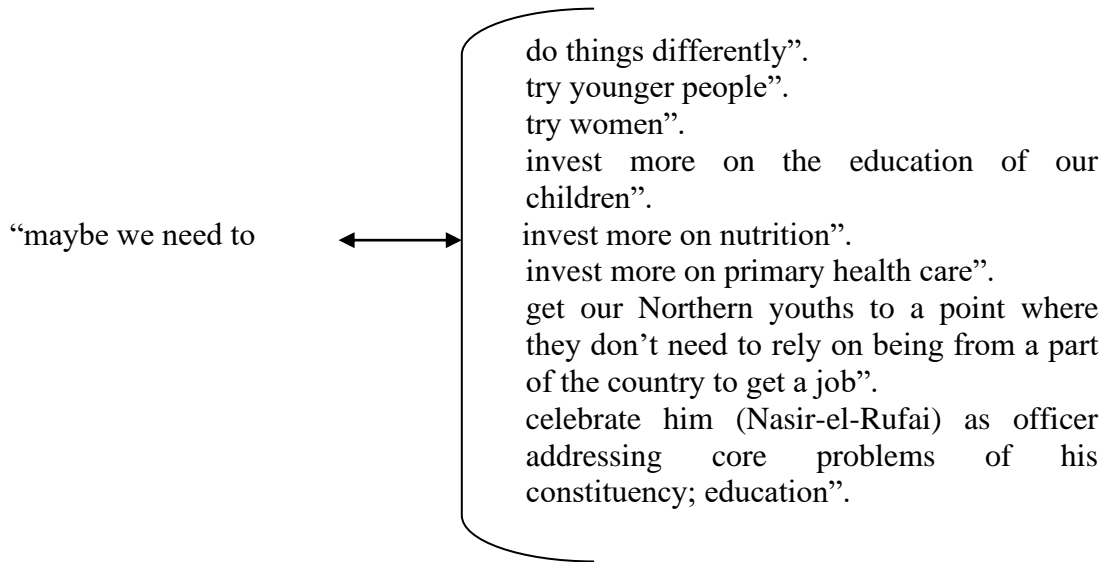 “maybe we need to
do things differently”.
try younger people”.
try women”.
invest more on the education of our
children”.
invest more on nutrition”.
invest more on primary health care”.
get our Northern youths to a point where
they don’t need to rely on being from a part
of the country to get a job”.
celebrate him (Nasir-el-Rufai) as officer
addressing core problems of his
constituency; education”.